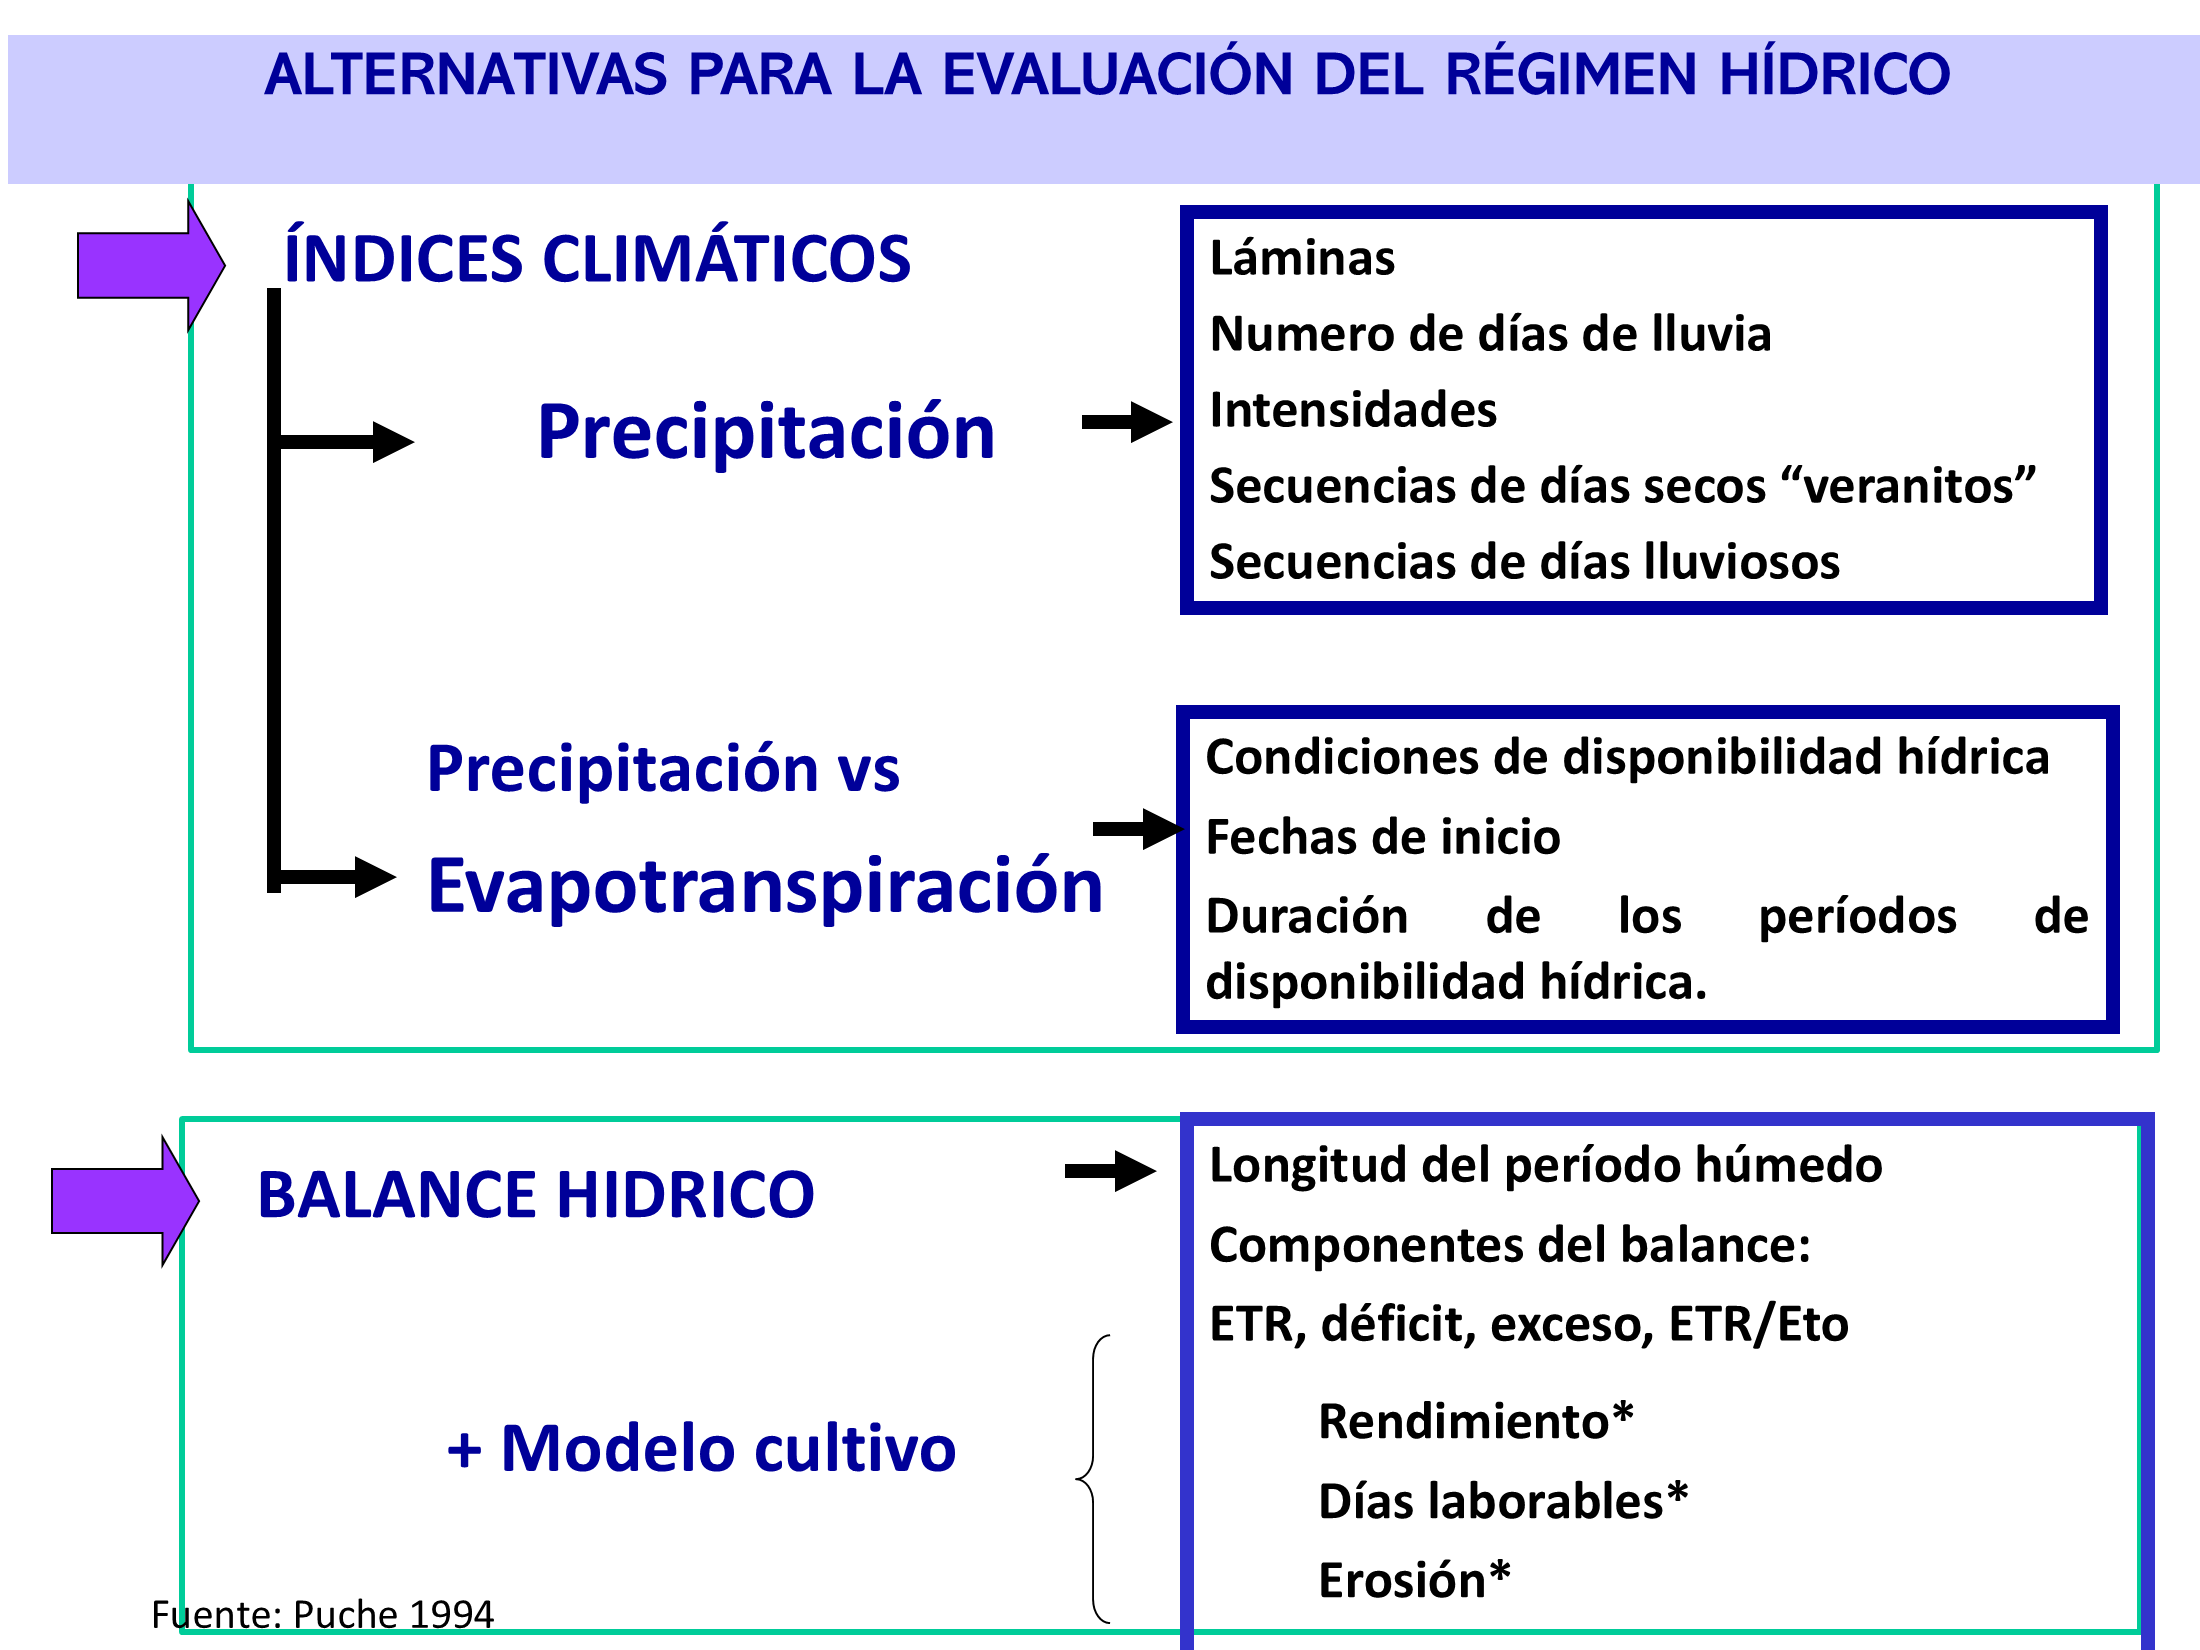 ALTERNATIVAS PARA LA EVALUACIÓN DEL RÉGIMEN HÍDRICO
ÍNDICES CLIMÁTICOS
Precipitación
Láminas
Numero de días de lluvia
Intensidades
Secuencias de días secos “veranitos”
Secuencias de días lluviosos
Precipitación vs
Evapotranspiración
Condiciones de disponibilidad hídrica
Fechas de inicio
Duración de los períodos de
disponibilidad hídrica.
BALANCE HIDRICO
Longitud del período húmedo
Componentes del balance:
ETR, déficit, exceso, ETR/Eto
+ Modelo cultivo
Rendimiento*
Días laborables*
Erosión*
Fuente: Puche 1994